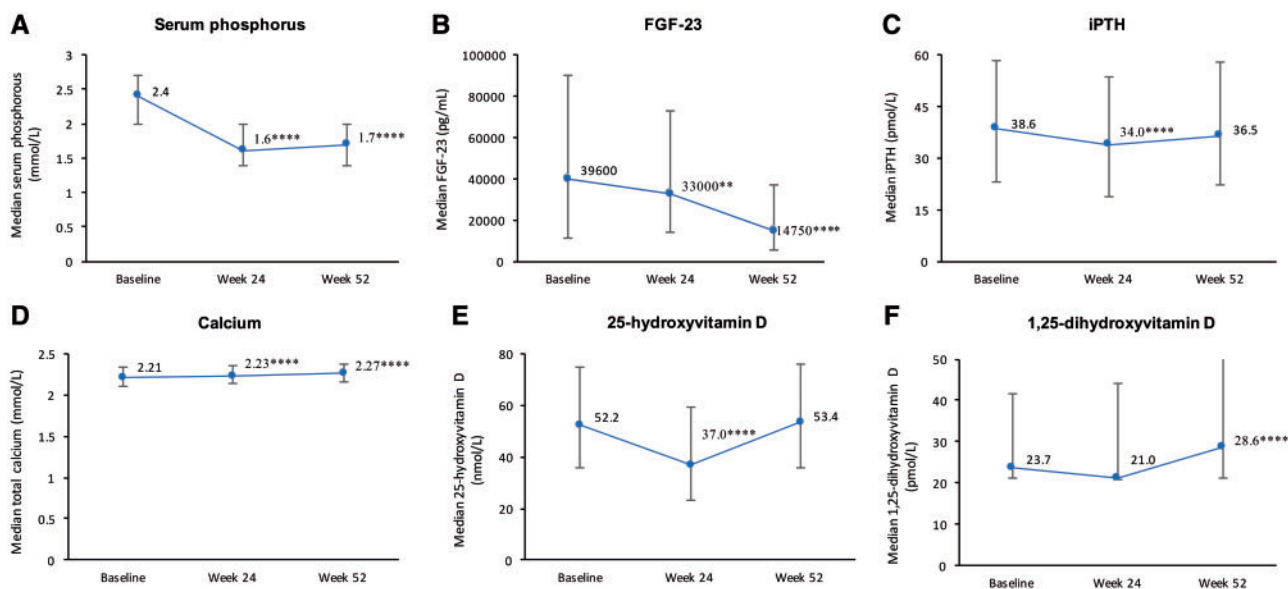 A
Serum phosphorus
Median serum phosphorous
(mmol/L)
3
2.5
2
1.5
1
0.5
0
2.4
1.6****
1.7****
Baseline
Week 24
Week 52
B
FGF-23
Median FGF-23 (pg/mL)
100000
80000
60000
40000
20000
0
39600
33000**
14750****
Baseline
Week 24
Week 52
C
iPTH
Median iPTH (pmol/L)
60
45
30
15
0
38.6
34.0****
36.5
Baseline
Week 24
Week 52
D
Calcium
Median total calcium (mmol/L)
2.5
2
1.5
1
0.5
0
2.21
2.23****
2.27****
Baseline
Week 24
Week 52
E
25-hydroxyvitamin D
Median 25-hydroxyvitamin D
(nmol/L)
80
60
40
20
0
52.2
37.0****
53.4
Baseline
Week 24
Week 52
F
1,25-dihydroxyvitamin D
Median 1,25-dihydroxyvitamin D
(pmol/L)
50
40
30
20
10
0
23.7
21.0
28.6****
Baseline
Week 24
Week 52